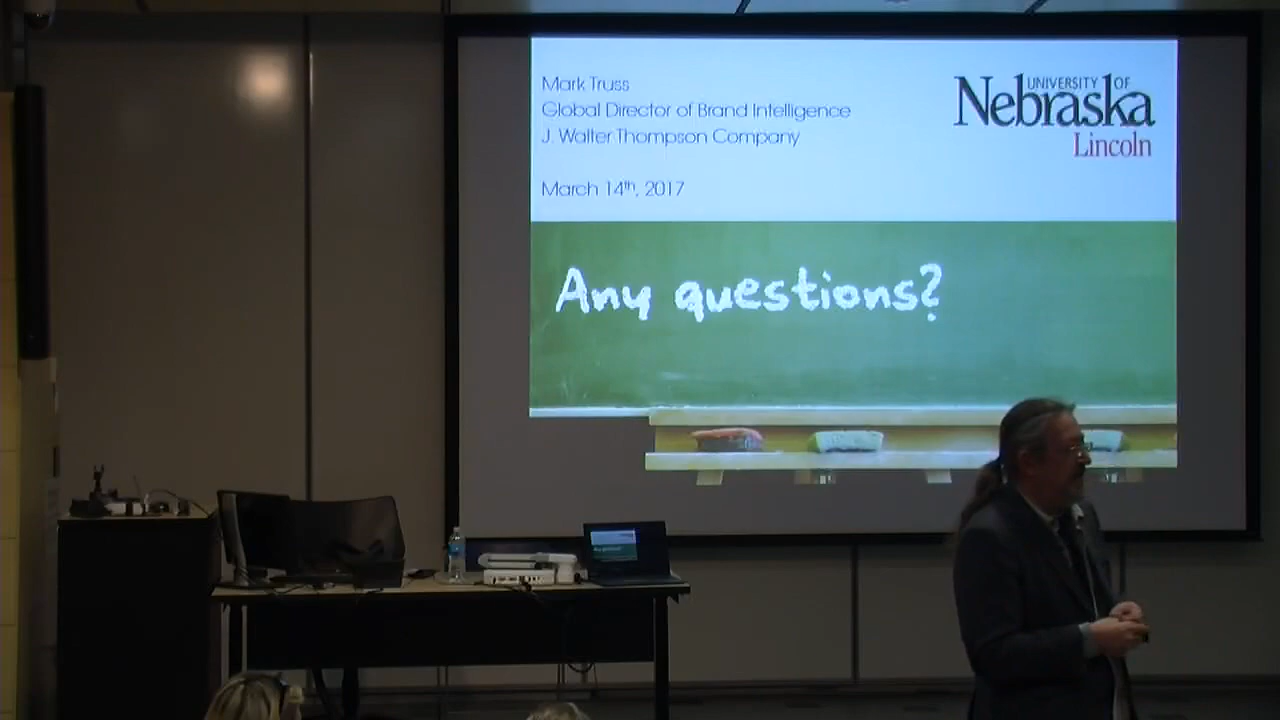 Mark Truss
Global Director of Brand Intelligence
J. Walter Thompson Company
March 14th, 2017
UNIVERSITY OF
Nebraska
Lincoln
Any questions?